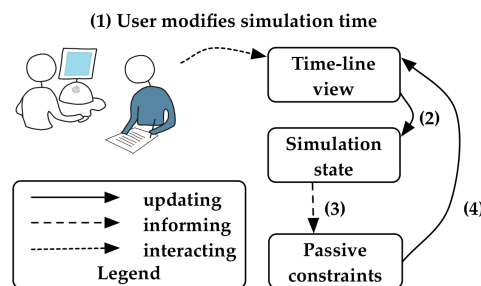 (1) User modifies simulation time
Time-line
view
(2)
Simulation
state
(3)
(4)
Passive
constraints
updating
informing
interacting
Legend